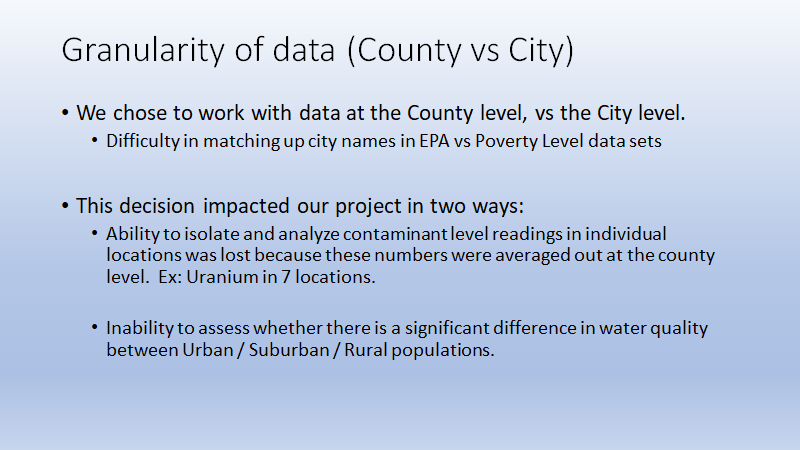 Granularity of data (County vs City)
• We chose to work with data at the County level, vs the City level.
• Difficulty in matching up city names in EPA vs Poverty Level data sets
• This decision impacted our project in two ways:
• Ability to isolate and analyze contaminant level readings in individual
locations was lost because these numbers were averaged out at the county
level.  Ex: Uranium in 7 locations.
• Inability to assess whether there is a significant difference in water quality
between Urban / Suburban / Rural populations.